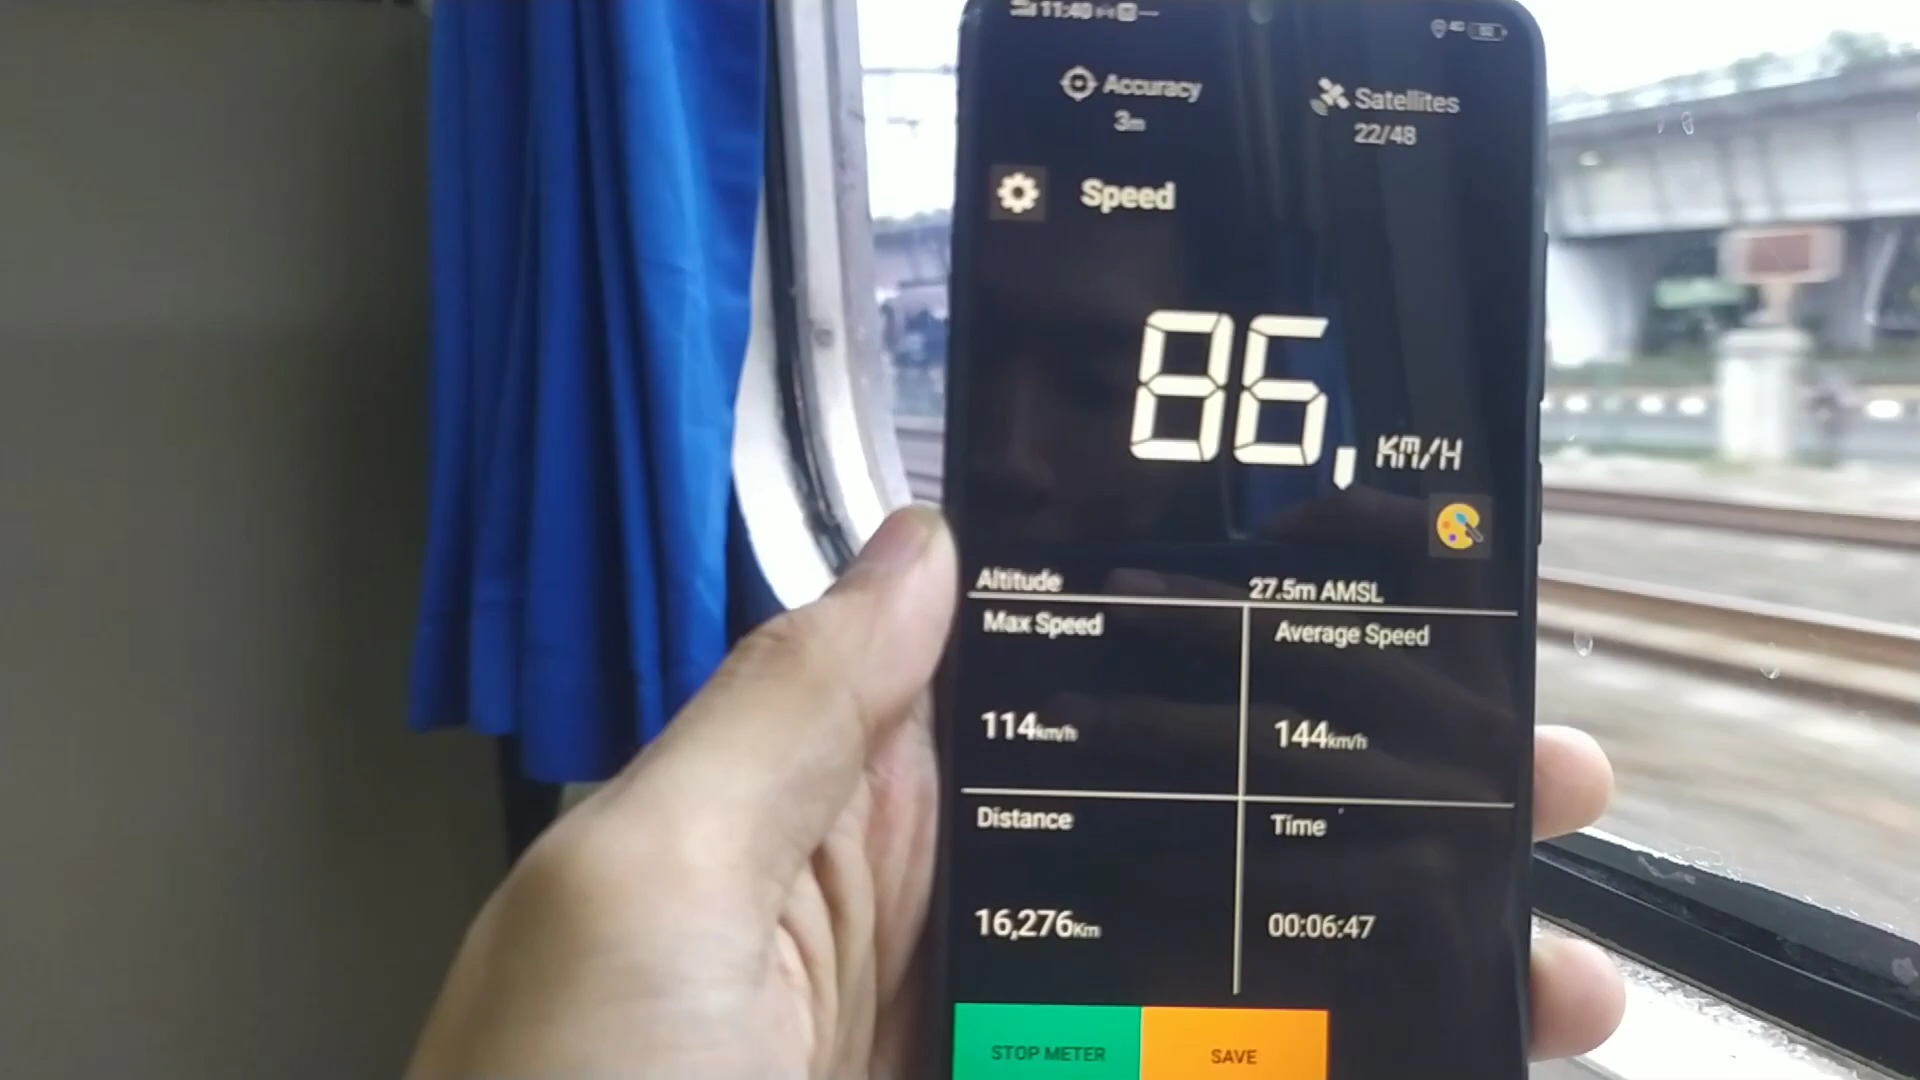 11:40
Accuracy
3m
Satellites
22/48
Speed
86, KM/H
Altitude 27.5m AMSL
Max Speed
Average Speed
114km/h
144km/h
Distance
Time
16,276Km
00:06:47
STOP METER
SAVE